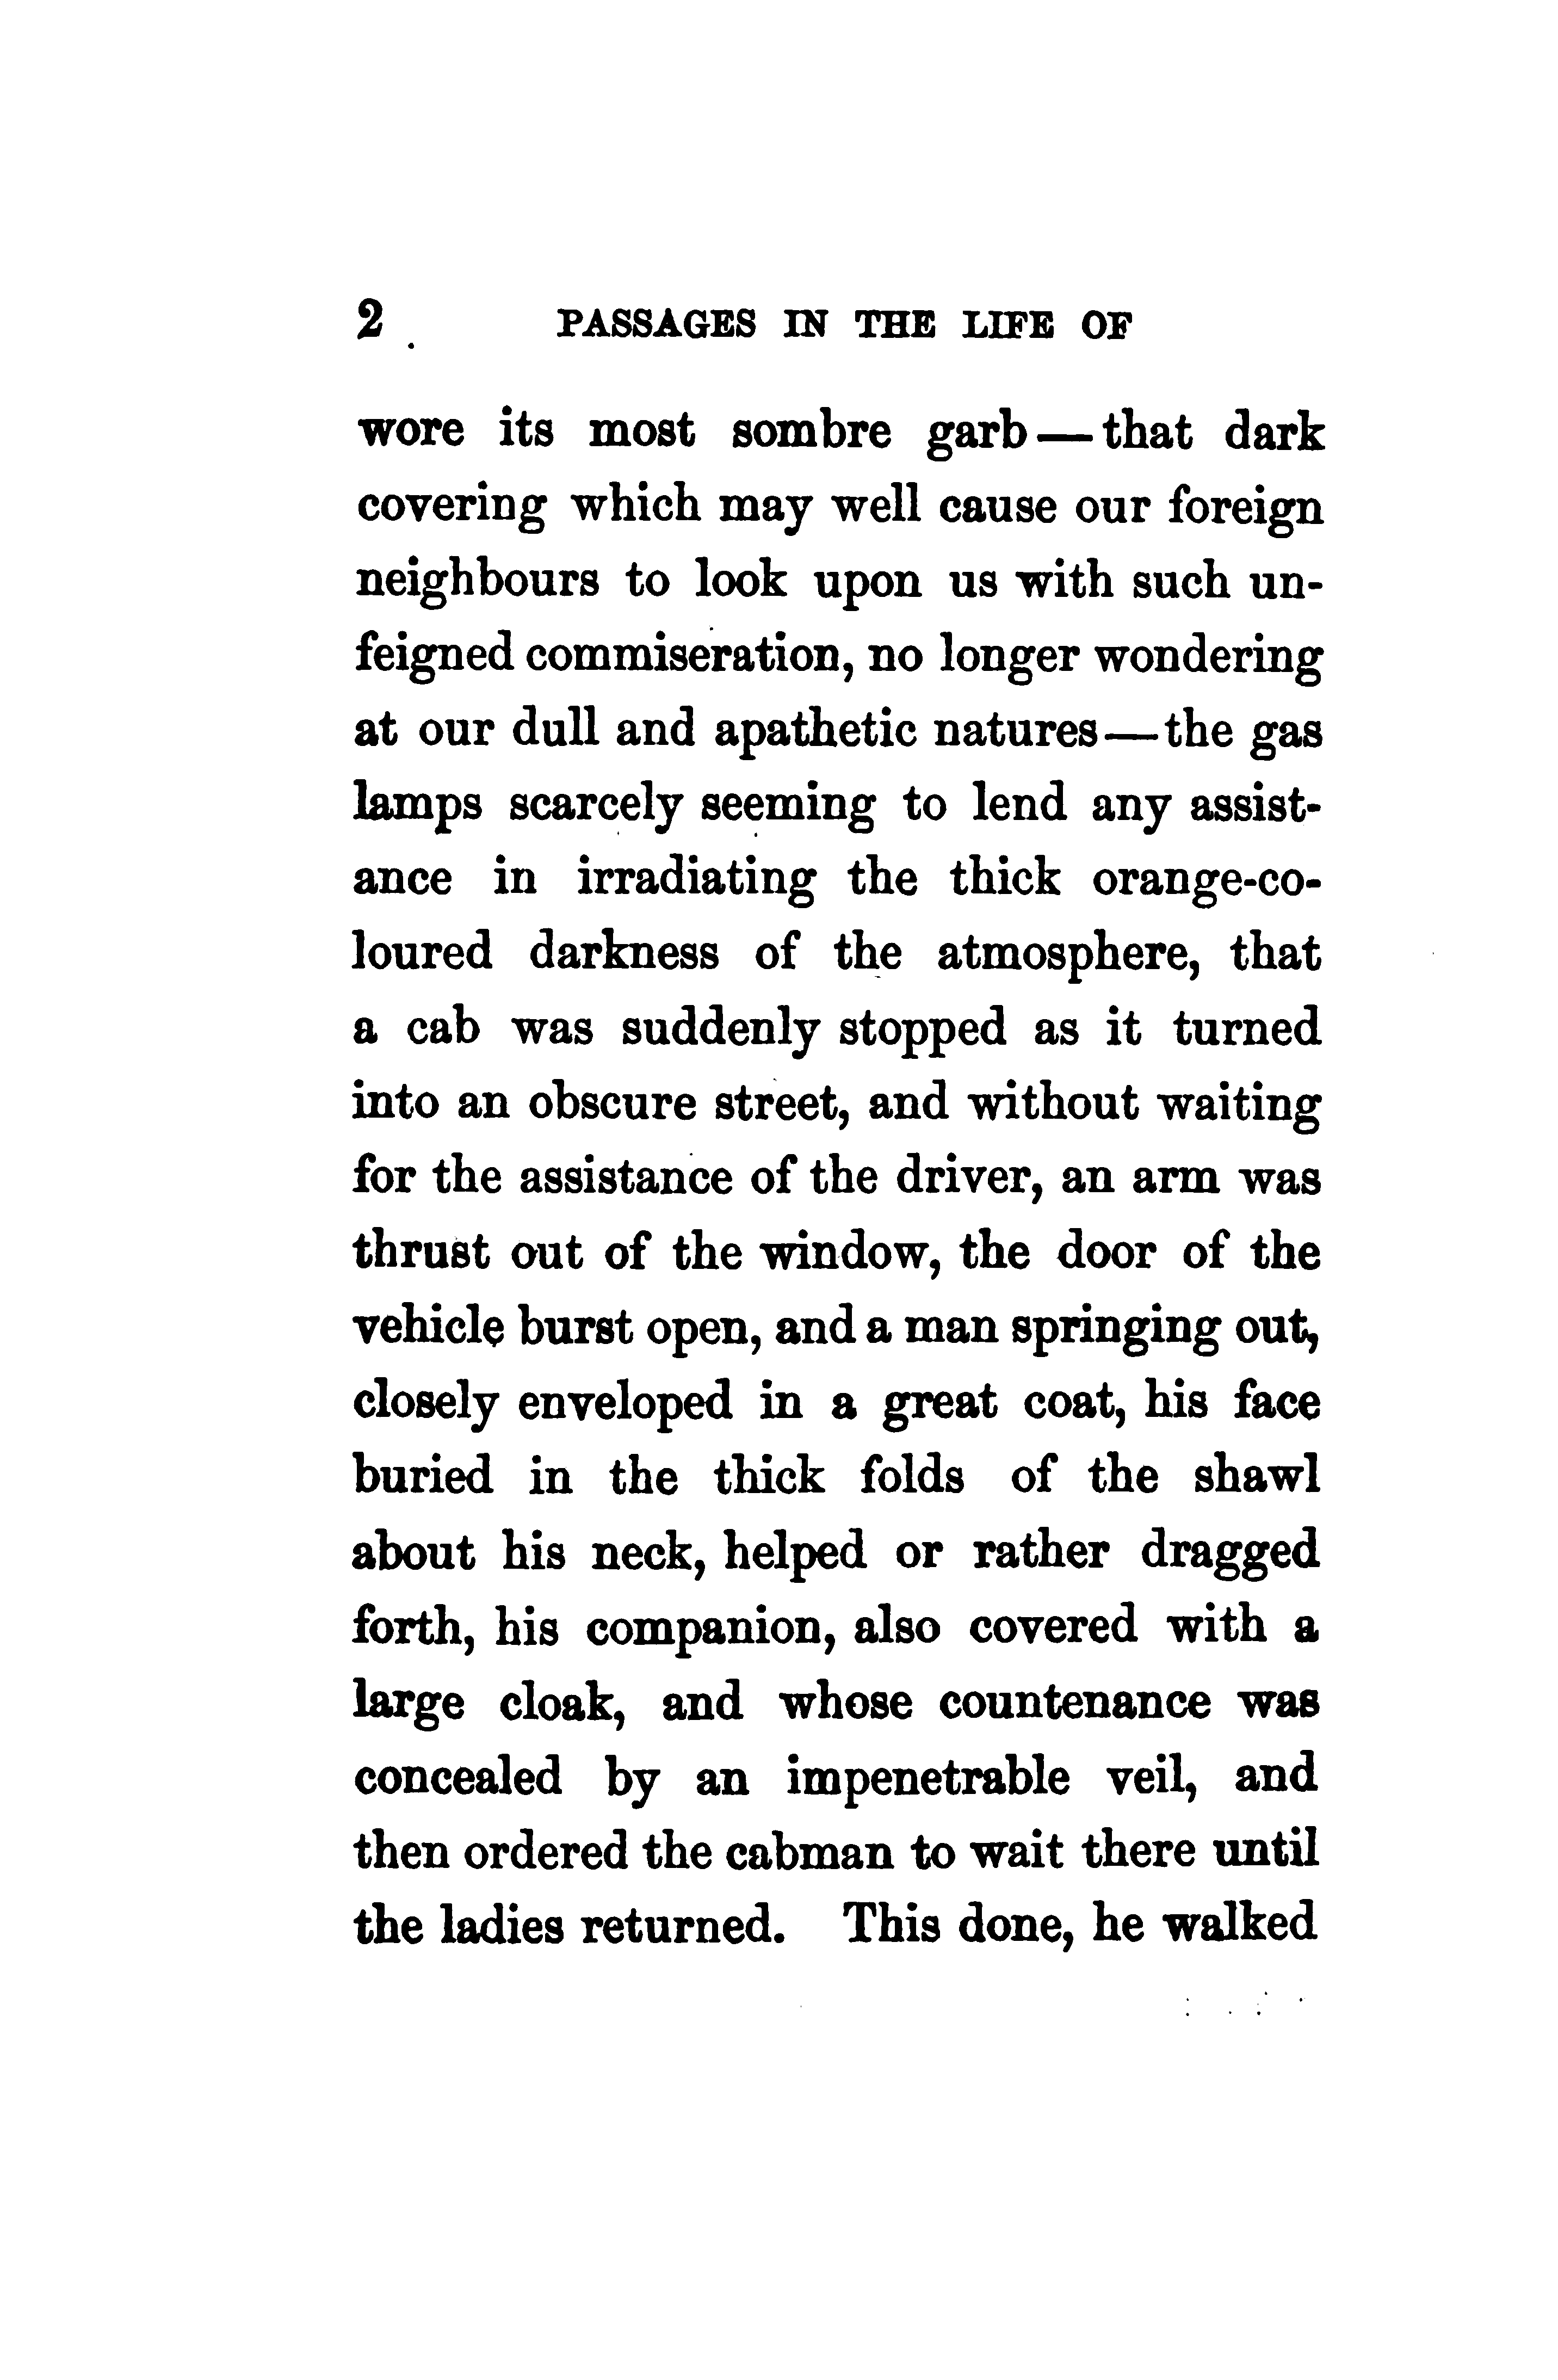 2 PASSAGES IN THE LIFE OF
wore its most sombre garb—that dark
covering which may well cause our foreign
neighbours to look upon us with such un-
feigned commiseration, no longer wondering
at our dull and apathetic natures—the gas
lamps scarcely seeming to lend any assist-
ance in irradiating the thick orange-co-
loured darkness of the atmosphere, that
a cab was suddenly stopped as it turned
into an obscure street, and without waiting
for the assistance of the driver, an arm was
thrust out of the window, the door of the
vehicle burst open, and a man springing out,
closely enveloped in a great coat, his face
buried in the thick folds of the shawl
about his neck, helped or rather dragged
forth, his companion, also covered with a
large cloak, and whose countenance was
concealed by an impenetrable veil, and
then ordered the cabman to wait there until
the ladies returned. This done, he walked